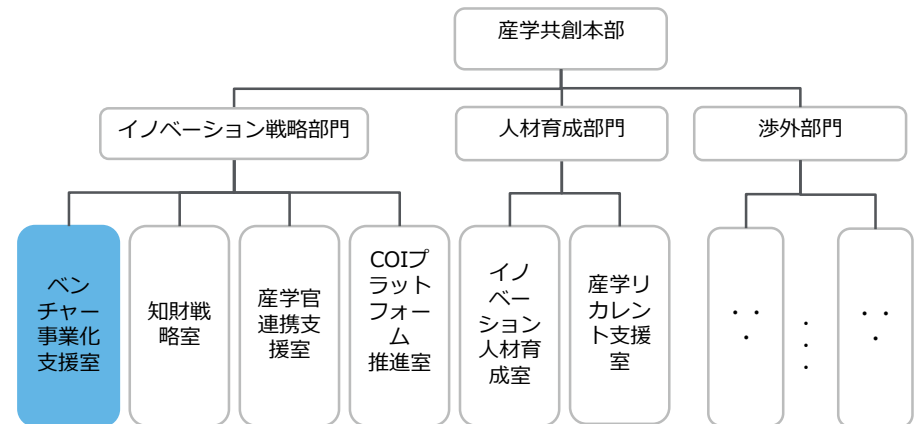 産学共創本部
イノベーション戦略部門
人材育成部門
渉外部門
ベン
チャー
事業化
支援室
知財戦
略室
産学官
連携支
援室
COIプ
ラット
フォー
ム
推進室
イノ
ベー
ション
人材育
成室
産学リ
カレン
ト支援
室
・・
・
・
・
・
・・
・